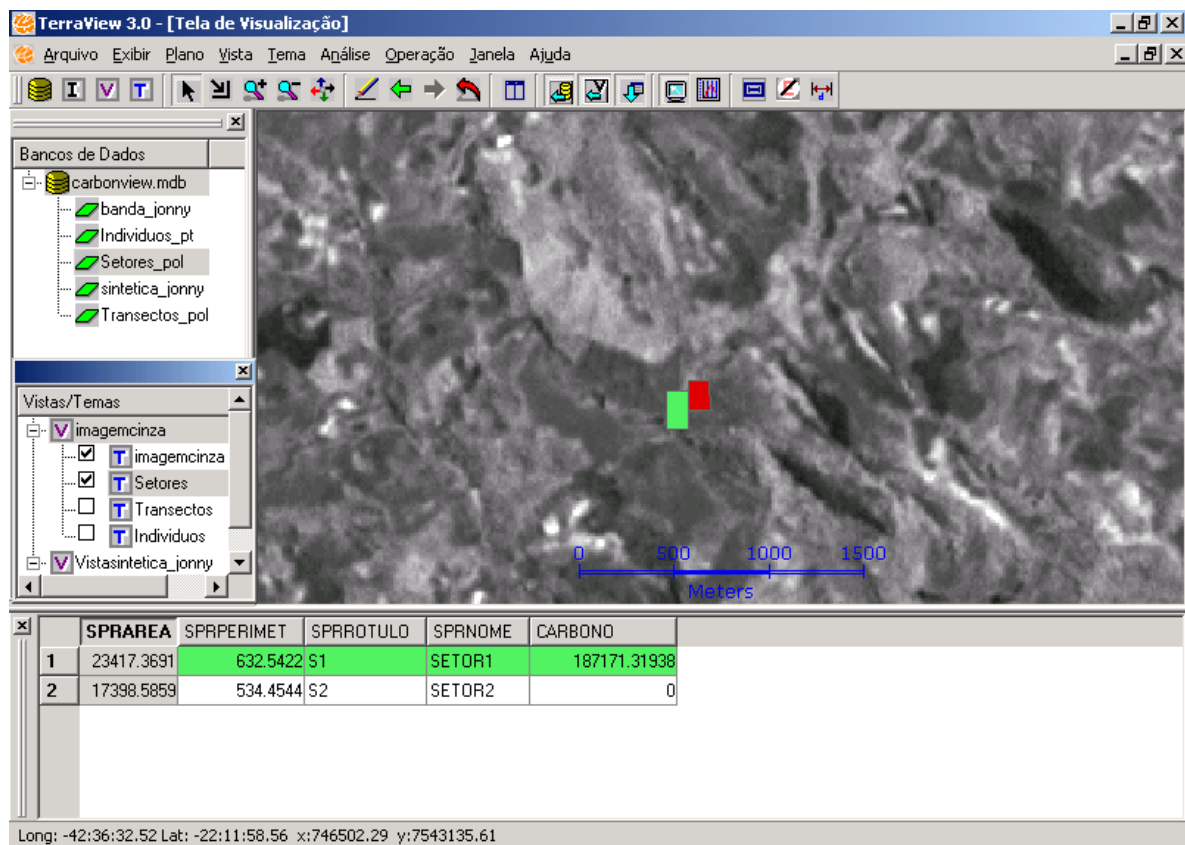 TerraView 3.0 - [Tela de Visualização]
Arquivo Exibir Plano Vista Tema Análise Operação Janela Ajuda
I V T
Bancos de Dados
carbonview.mdb
banda_jonny
Individuos_pt
Setores_pol
sintetica_jonny
Transectos_pol
Vistas/Temas
V imagemcinza
T imagemcinza
T Setores
T Transectos
T Individuos
V Vistasintetica_jonny
0 500 1000 1500
Meters
SPRAREA SPRPERIMET SPRROTULO SPRNOME CARBONO
1 23417.3691 632.5422 S1 SETOR1 187171.31938
2 17398.5859 534.4544 S2 SETOR2 0
Long: -42:36:32.52 Lat: -22:11:58.56 x:746502.29 y:7543135.61